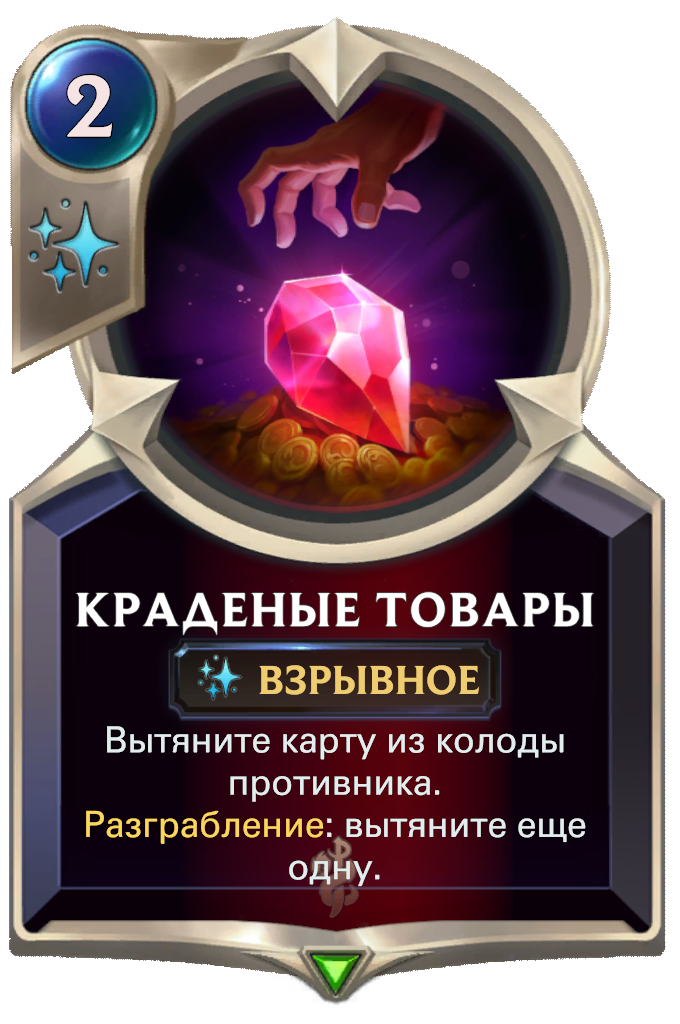 2
КРАДЕНЫЕ ТОВАРЫ
ВЗРЫВНОЕ
Вытяните карту из колоды
противника.
Разграбление: вытяните еще
одну.